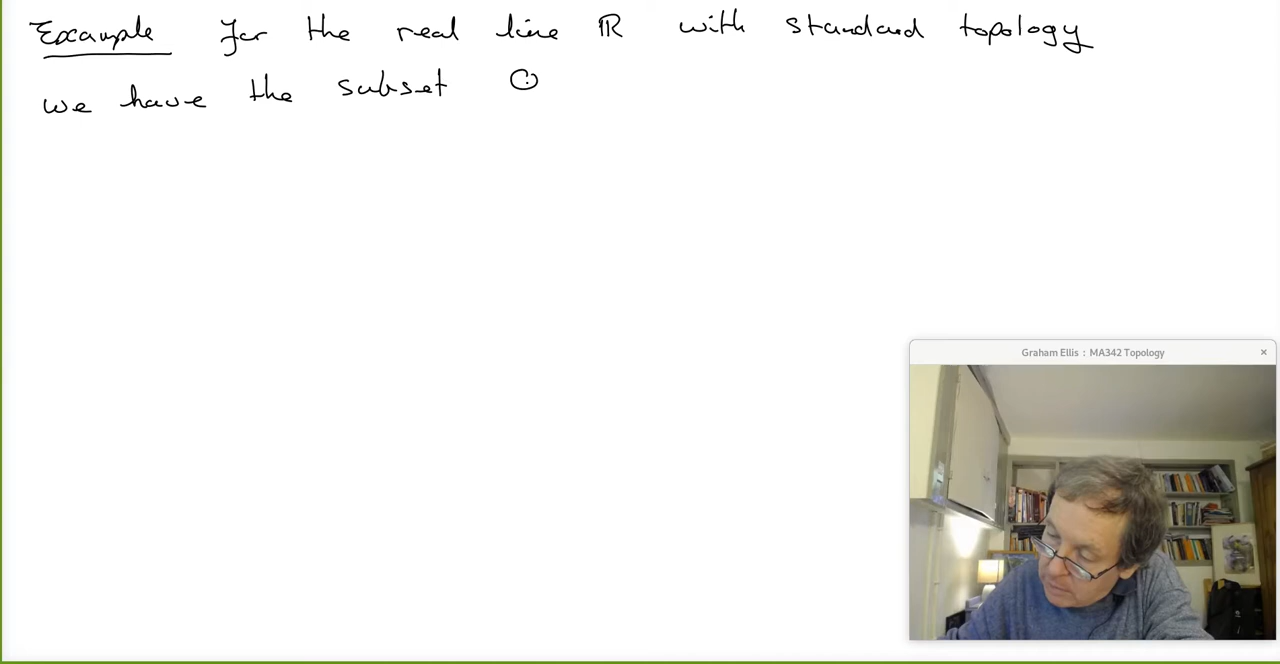 Example For the real line ℝ with standard topology
we have the subset
Graham Ellis : MA342 Topology